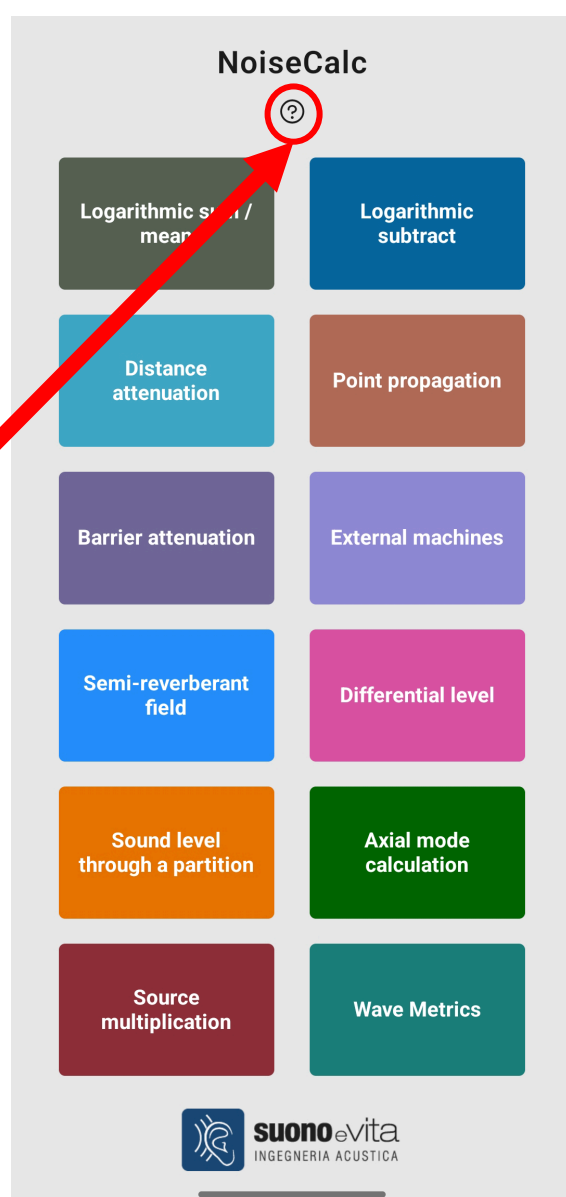 NoiseCalc
?
Logarithmic /
mean
Logarithmic
subtract
Distance
attenuation
Point propagation
Barrier attenuation
External machines
Semi-reverberant
field
Differential level
Sound level
through a partition
Axial mode
calculation
Source
multiplication
Wave Metrics
suono e vita
INGEGNERIA ACUSTICA